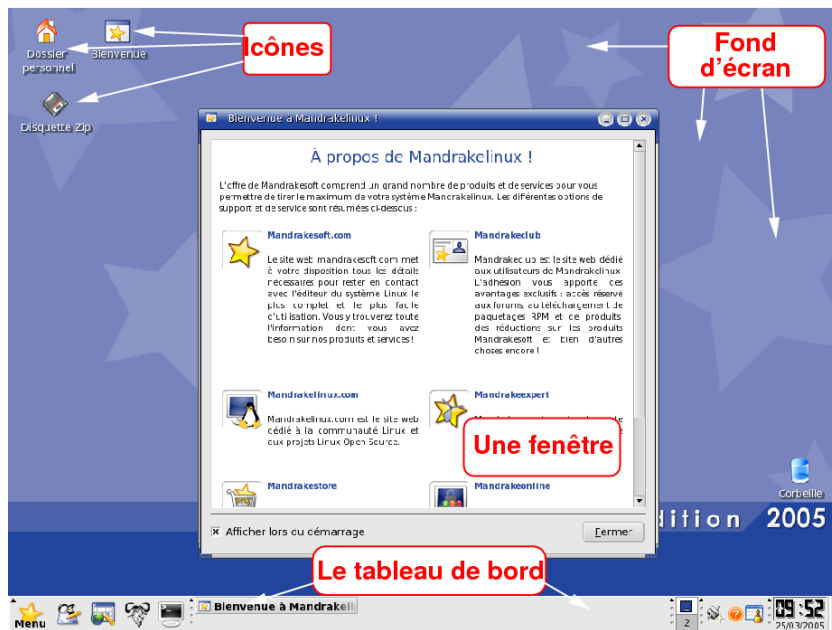 Icônes
Fond
d'écran
Dossier
personnel
Bienvenue
Disquette Zip
Bienvenue à Mandrakelinux !
À propos de Mandrakelinux !
L'offre de Mandrakesoft comprend un grand nombre de produits et de services pour vous
permettre de tirer le maximum de votre système Mandrakelinux. Les différentes options de
support et de service sont résumées ci-dessous :
Mandrakesoft.com
Le site web mandrakesoft.com met
à votre disposition tous les détails
nécessaires pour rester en contact
avec l'éditeur du système Linux le
plus complet et le plus facile
d'utilisation. Vous y trouverez toute
l'information dont vous avez
besoin sur nos produits et services !
Mandrakeclub
Mandrakeclub est le site web dédié
aux utilisateurs de Mandrakelinux.
L'adhésion vous apporte des
avantages exclusifs : accès réservé
aux forums, au téléchargement de
paquetages RPM et de produits,
des réductions sur les produits
Mandrakesoft et bien d'autres
choses encore !
Mandrakelinux.com
Mandrakelinux.com est le site web
dédié à la communauté Linux et
aux projets Linux Open Source.
Mandrakeexpert
Une fenêtre
Mandrakestore
Mandrakeonline
Corbeille
dition 2005
Afficher lors du démarrage
Fermer
Le tableau de bord
Menu
Bienvenue à Mandrakeli
2
09:52
25/03/2005